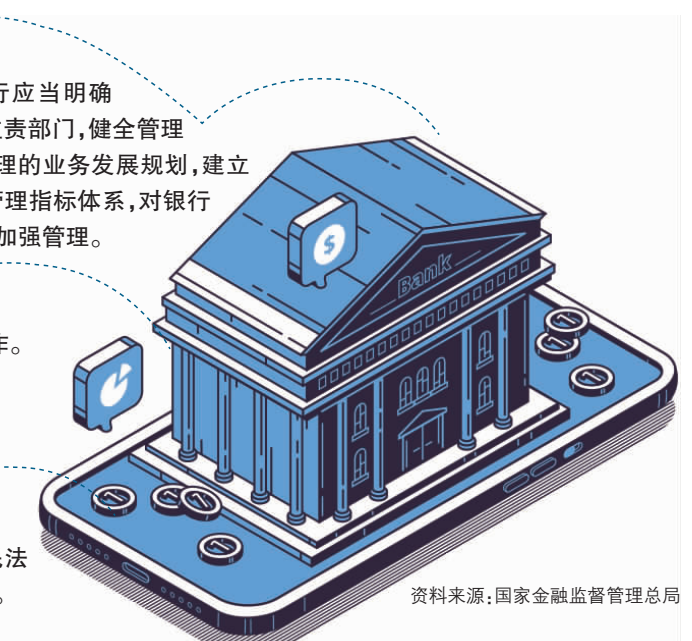 行应当明确
责部门，健全管理
理的业务发展规划，建立
管理指标体系，对银行
加强管理。
$
Bank
作。
法
。
资料来源：国家金融监督管理总局